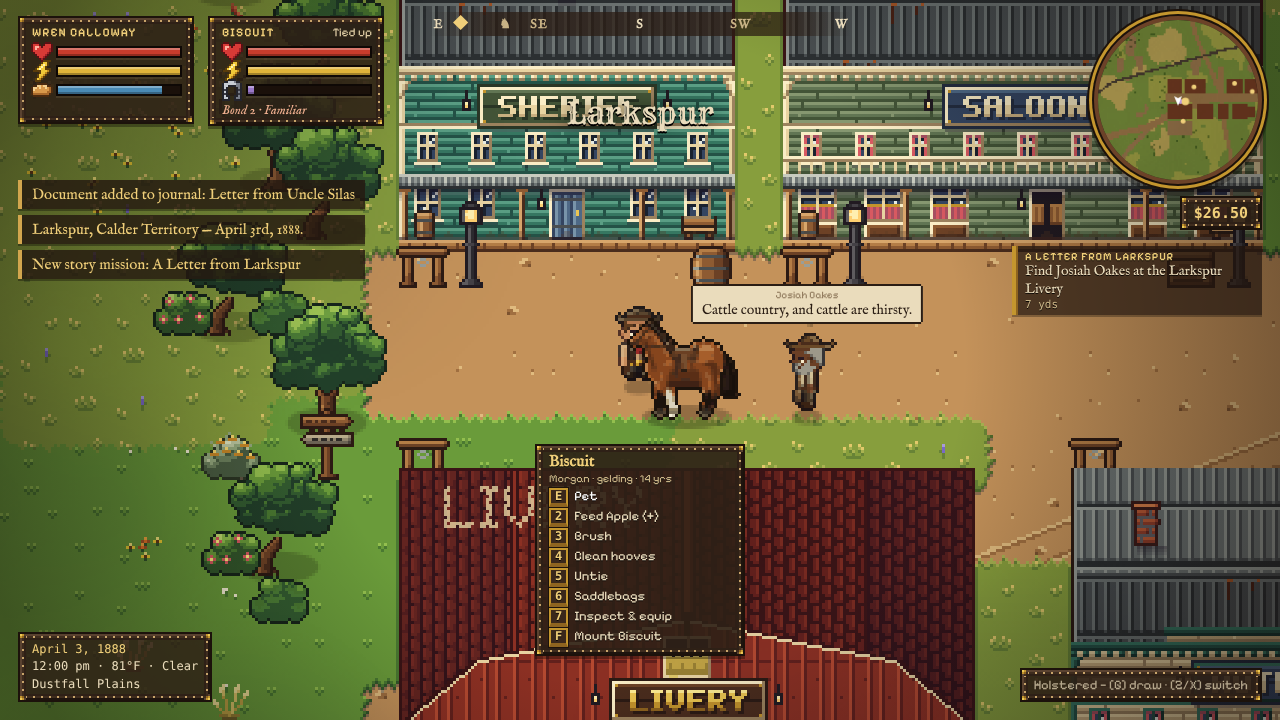 WREN CALLOWAY
BISCUIT
Tied up
Bond 2 · Familiar
E
SE
S
SW
W
SHERIFF
Larkspur
SALOON
Document added to journal: Letter from Uncle Silas
Larkspur, Calder Territory — April 3rd, 1888.
New story mission: A Letter from Larkspur
$26.50
A LETTER FROM LARKSPUR
Find Josiah Oakes at the Larkspur
Livery
7 yds
Josiah Oakes
Cattle country, and cattle are thirsty.
Biscuit
Morgan · gelding · 14 yrs
E Pet
2 Feed Apple (+)
3 Brush
4 Clean hooves
5 Untie
6 Saddlebags
7 Inspect & equip
F Mount Biscuit
LIV
LIVERY
April 3, 1888
12:00 pm · 81°F · Clear
Dustfall Plains
Holstered - (G) draw · (2/X) switch